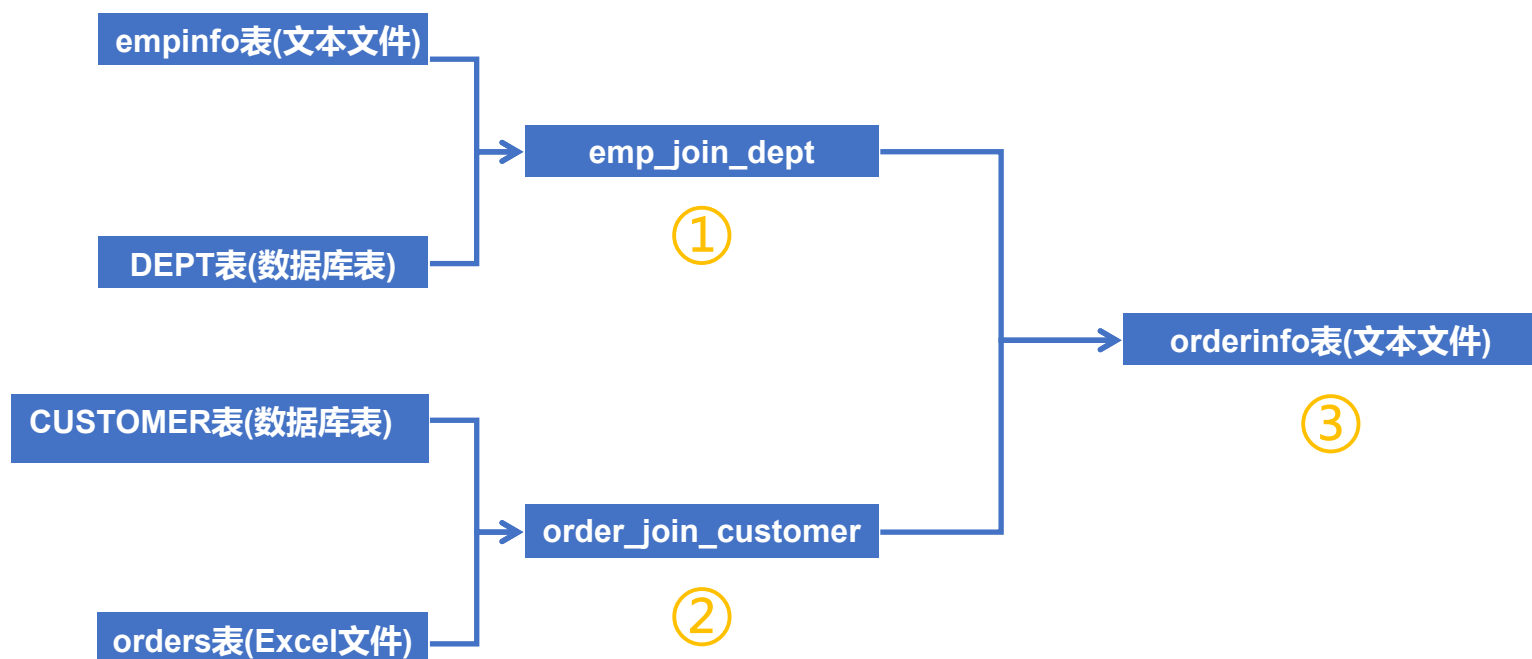 empinfo表(文本文件)
emp_join_dept
①
DEPT表(数据库表)
orderinfo表(文本文件)
③
CUSTOMER表(数据库表)
order_join_customer
②
orders表(Excel文件)